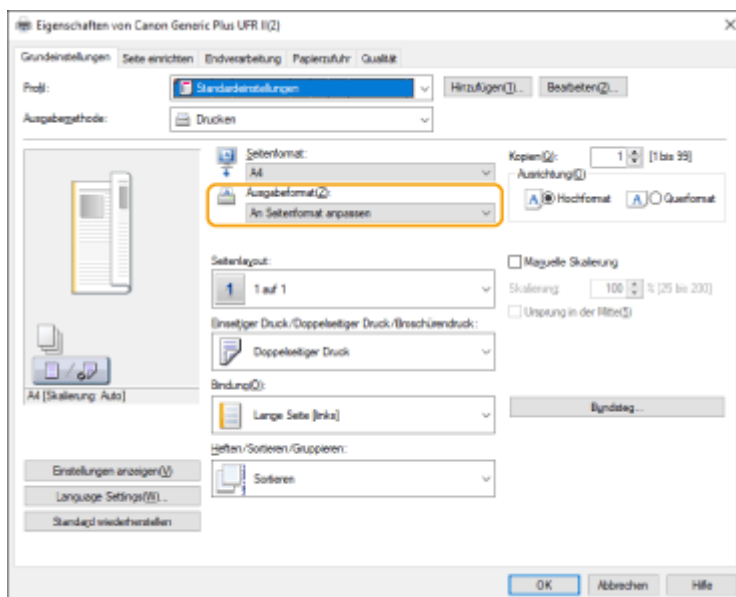 Eigenschaften von Canon Generic Plus UFR II(2)
Grundeinstellungen Seite einrichten Endverarbeitung Papierzufuhr Qualität
Profil: Standardeinstellungen Hinzufügen(1)... Bearbeiten(2)...
Ausgabemethode: Drucken
Seitenformat:
A4
Ausgabeformat(Z):
An Seitenformat anpassen
Kopien(Q): 1 [1 bis 99]
Ausrichtung(O)
A Hochformat A Querformat
Seitenlayout:
1 1 auf 1
Manuelle Skalierung
Skalierung: 100 % [25 bis 200]
Ursprung in der Mitte(5)
Einseitiger Druck/Doppelseitiger Druck/Broschürendruck:
Doppelseitiger Druck
A4 [Skalierung: Auto]
Bindung(O):
Lange Seite [links]
Bundsteg...
Heften/Sortieren/Gruppieren:
Sortieren
Einstellungen anzeigen(V)
Language Settings(W)...
Standard wiederherstellen
OK Abbrechen Hilfe